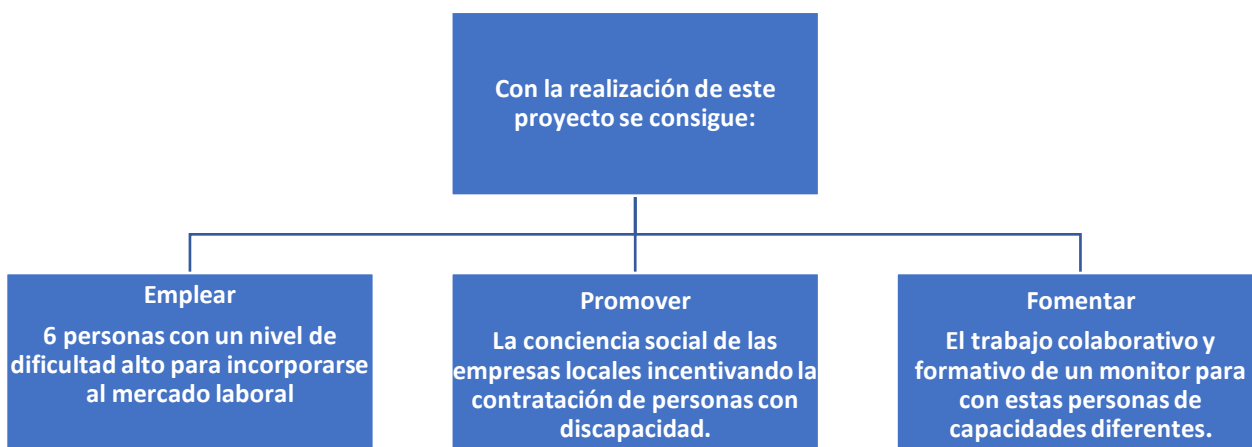 Con la realización de este
proyecto se consigue:
Emplear
6 personas con un nivel de
dificultad alto para incorporarse
al mercado laboral
Promover
La conciencia social de las
empresas locales incentivando la
contratación de personas con
discapacidad.
Fomentar
El trabajo colaborativo y
formativo de un monitor para
con estas personas de
capacidades diferentes.